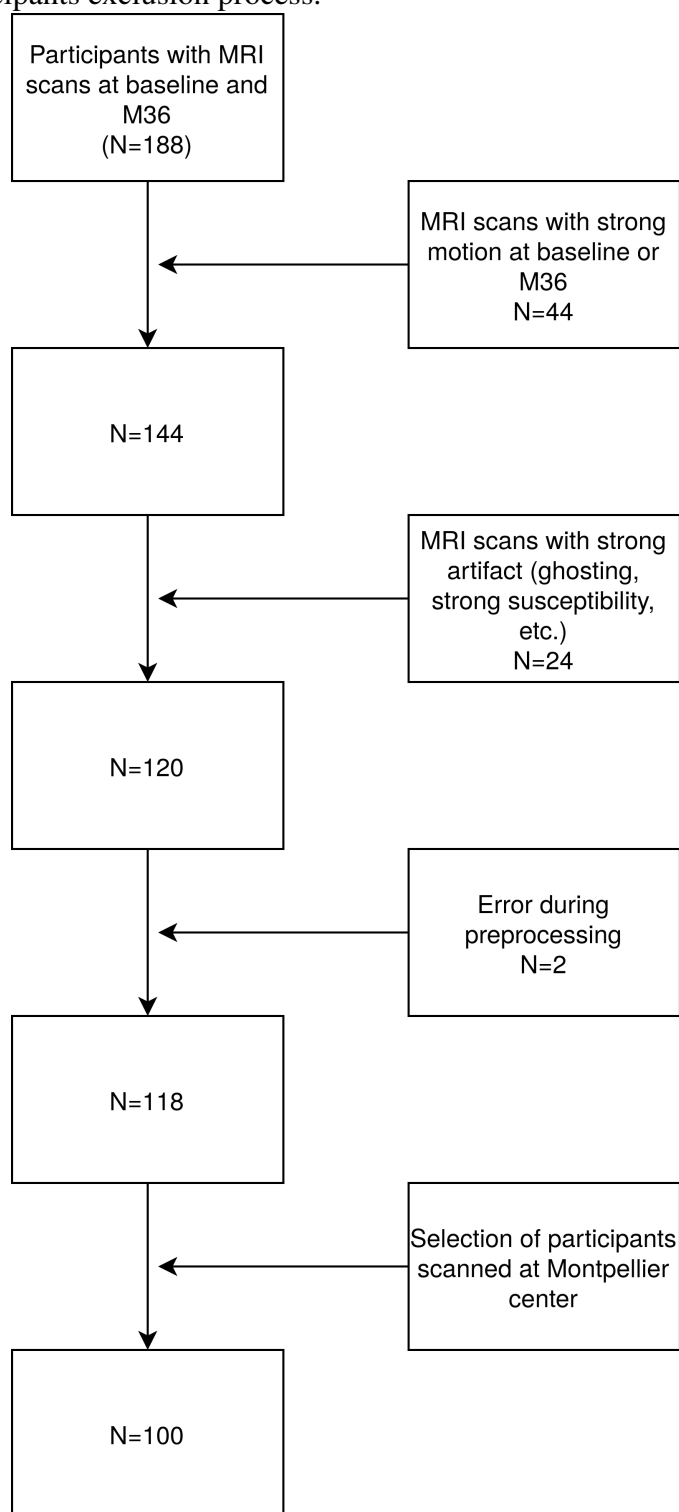 exclusion process.
Participants with MRI
scans at baseline and
M36
(N=188)
MRI scans with strong
motion at baseline or
M36
N=44
N=144
MRI scans with strong
artifact (ghosting,
strong susceptibility,
etc.)
N=24
N=120
Error during
preprocessing
N=2
N=118
Selection of participants
scanned at Montpellier
center
N=100